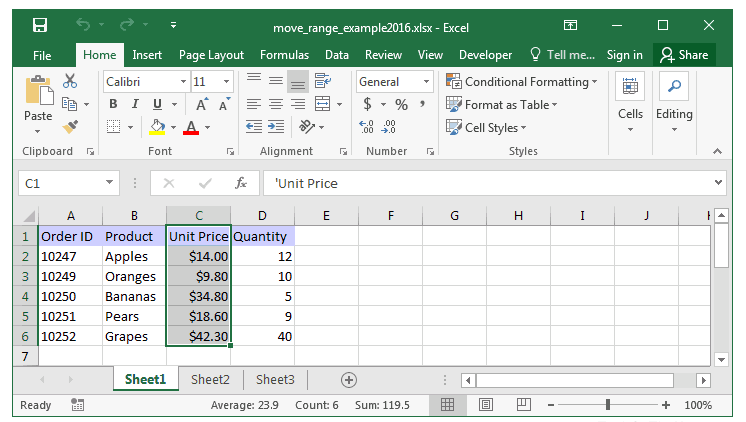 move_range_example2016.xlsx - Excel
File Home Insert Page Layout Formulas Data Review View Developer Tell me... Sign in Share
Calibri 11 General Conditional Formatting
Paste B I U A A $ % , Format as Table Cells Editing
A .0 .00 .00 .0 Cell Styles
Clipboard Font Alignment Number Styles
C1 fx 'Unit Price
A B C D E F G H I J
1 Order ID Product Unit Price Quantity
2 10247 Apples $14.00 12
3 10249 Oranges $9.80 10
4 10250 Bananas $34.80 5
5 10251 Pears $18.60 9
6 10252 Grapes $42.30 40
7
Sheet1 Sheet2 Sheet3
Ready Average: 23.9 Count: 6 Sum: 119.5 100%